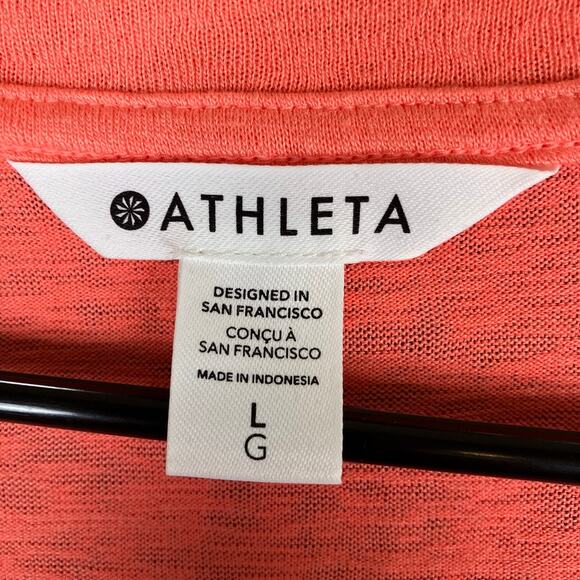 ATHLETA
DESIGNED IN
SAN FRANCISCO
CONÇU À
SAN FRANCISCO
MADE IN INDONESIA
L
G